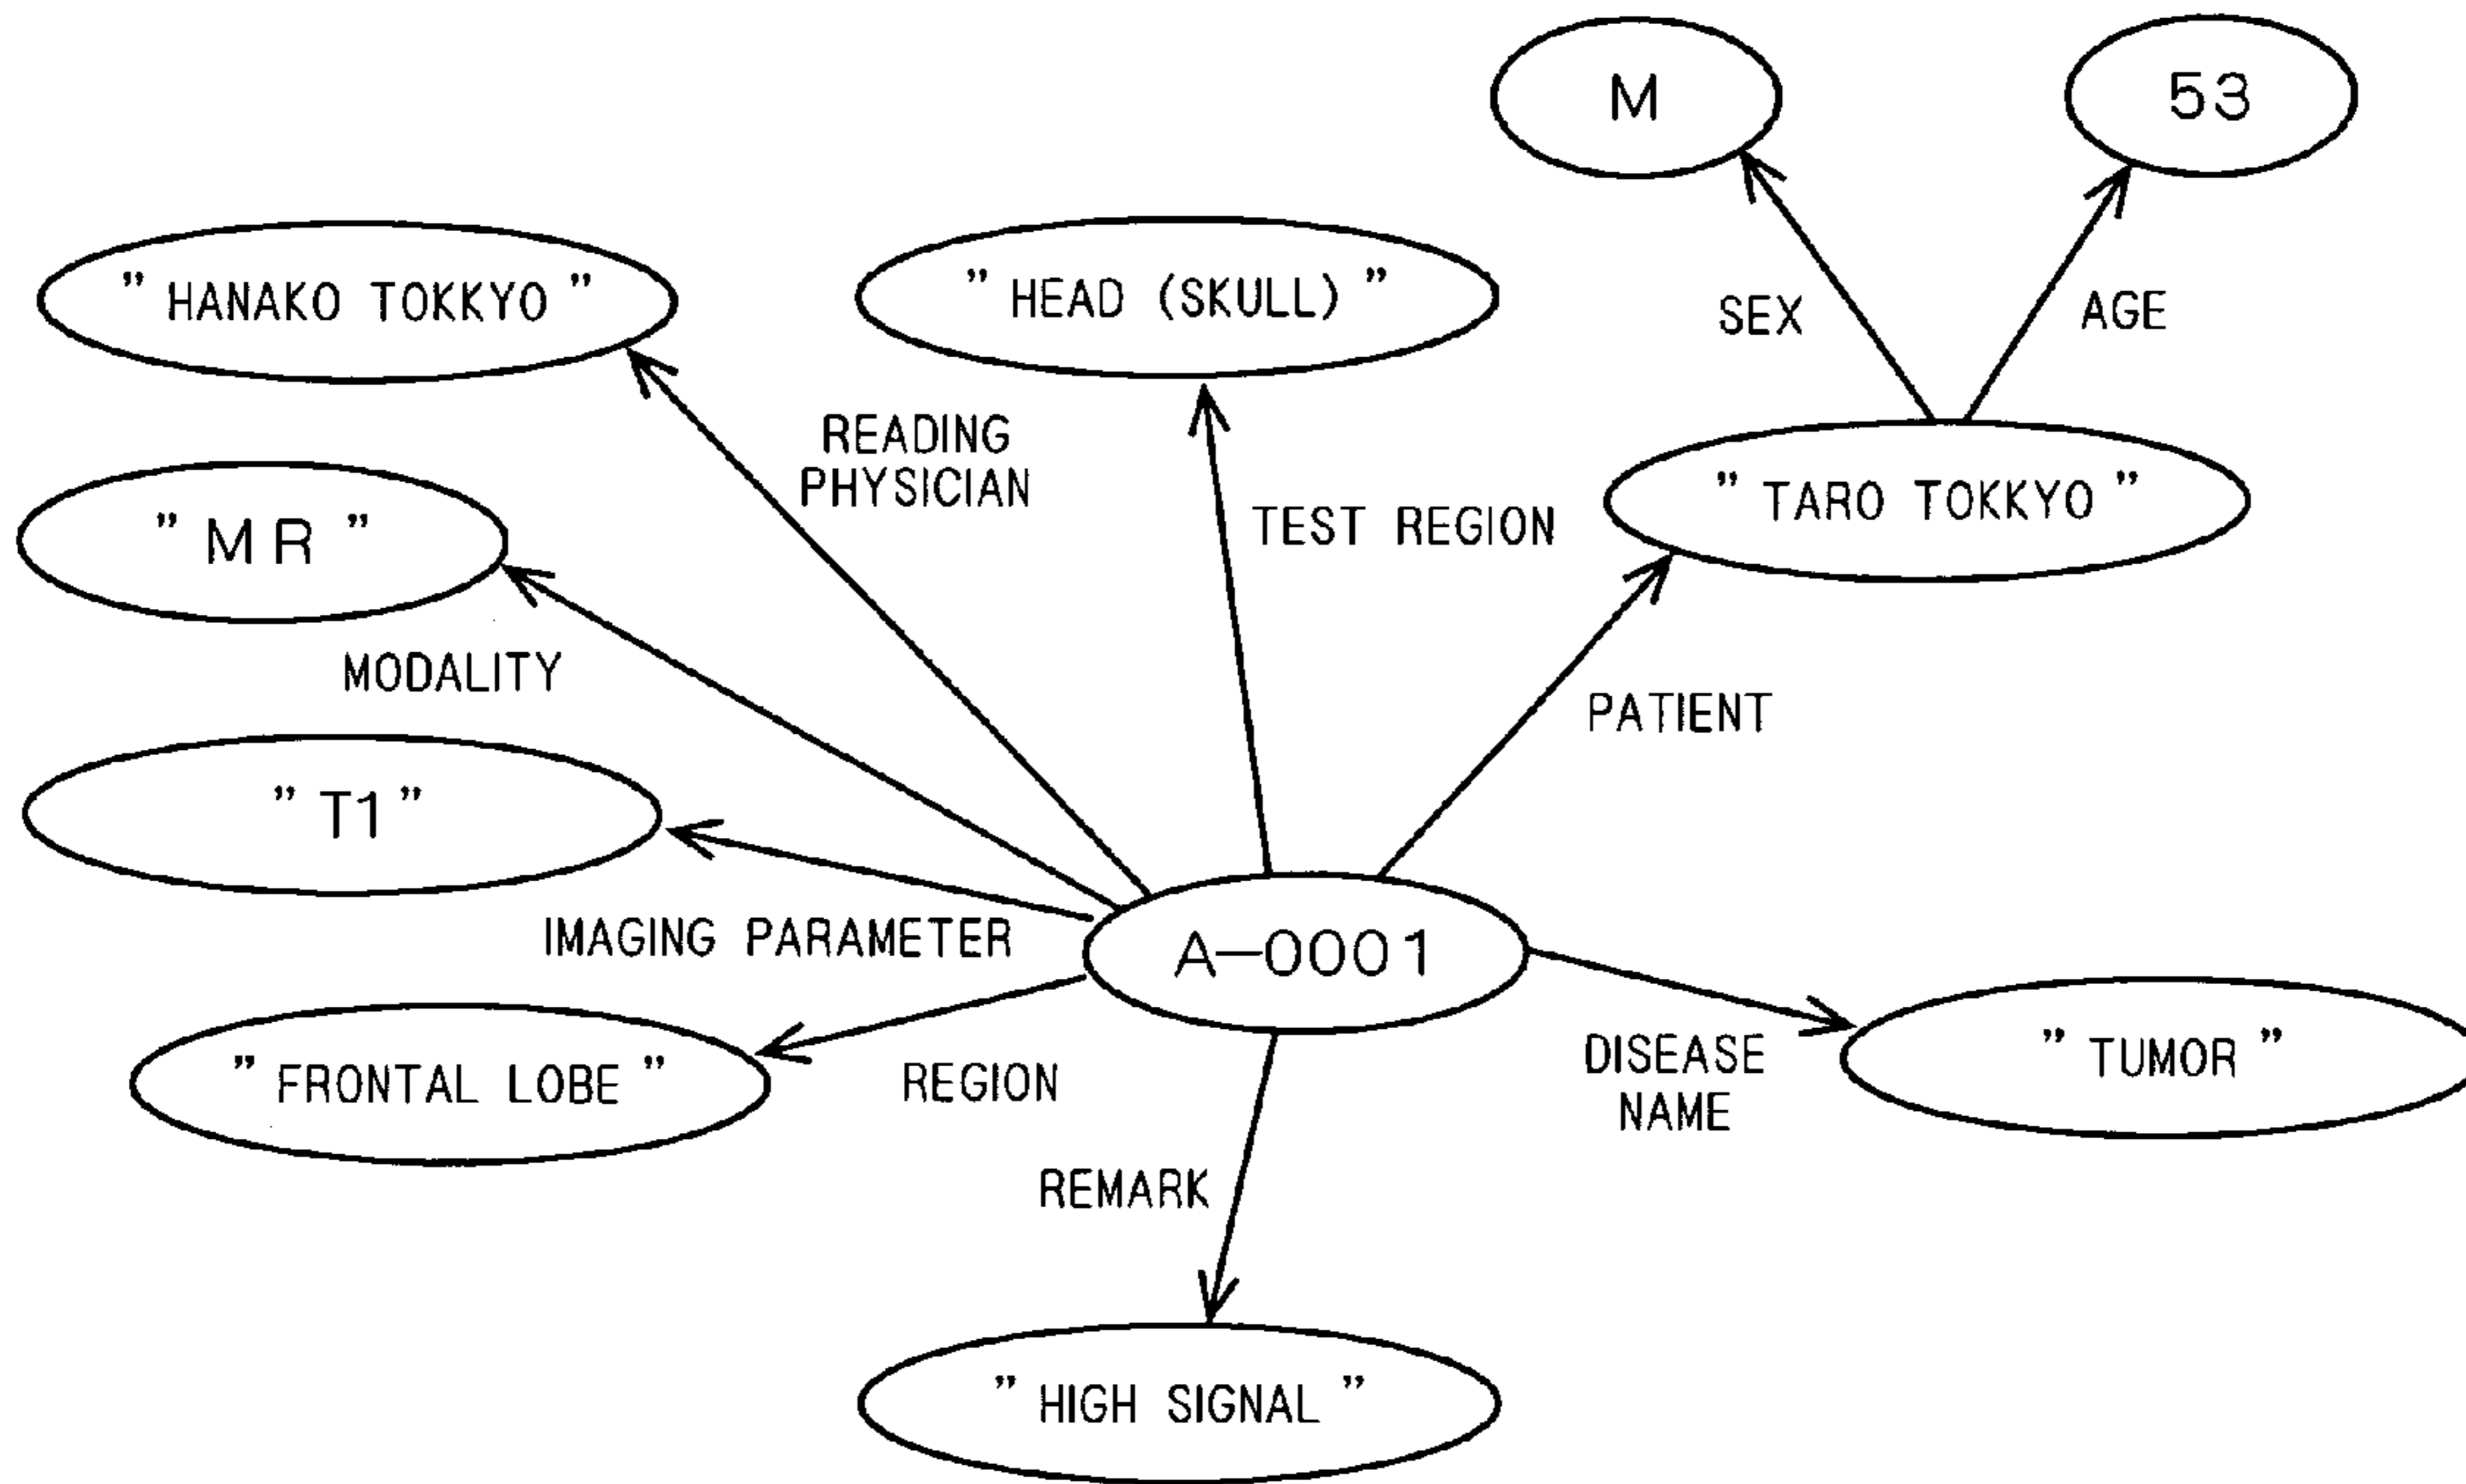 M
53
” HANAKO TOKKYO ”
” HEAD (SKULL) ”
SEX
AGE
READING
PHYSICIAN
” MR ”
TEST REGION
” TARO TOKKYO ”
MODALITY
PATIENT
” T1 ”
IMAGING PARAMETER
A−0001
” FRONTAL LOBE ”
REGION
DISEASE
NAME
” TUMOR ”
REMARK
” HIGH SIGNAL ”